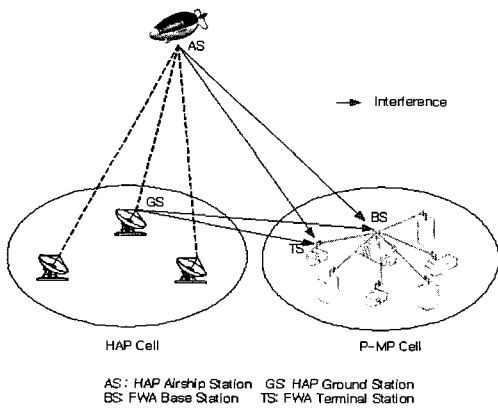 AS
Interference
GS
BS
TS
HAP Cell
P-MP Cell
AS: HAP Airship Station GS: HAP Ground Station
BS: FWA Base Station TS: FWA Terminal Station